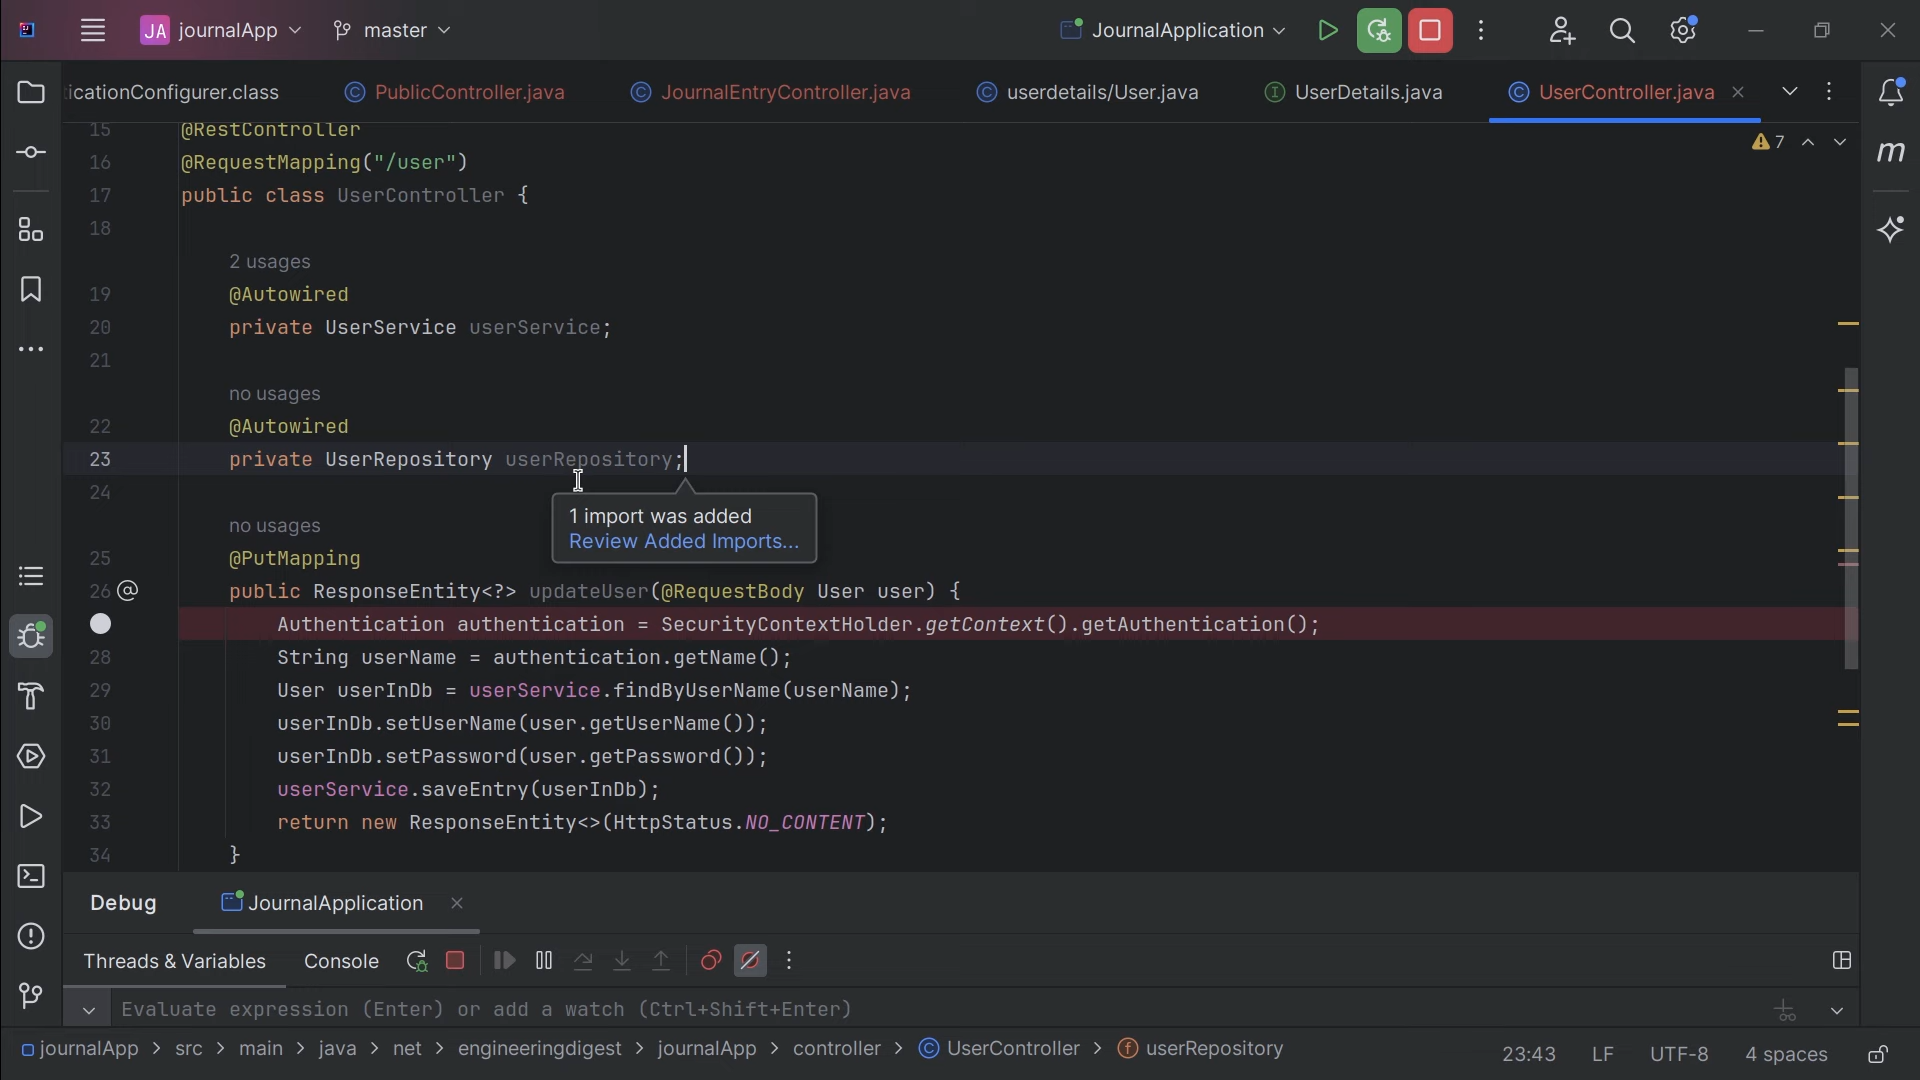 JA journalApp master JournalApplication
icationConfigurer.class PublicController.java JournalEntryController.java userdetails/User.java UserDetails.java UserController.java
7
15 @RestController
16 @RequestMapping("/user")
17 public class UserController {
18
2 usages
19 @Autowired
20 private UserService userService;
21
no usages
22 @Autowired
23 private UserRepository userRepository;
24
1 import was added
Review Added Imports...
no usages
25 @PutMapping
26 public ResponseEntity<?> updateUser(@RequestBody User user) {
Authentication authentication = SecurityContextHolder.getContext().getAuthentication();
28 String userName = authentication.getName();
29 User userInDb = userService.findByUserName(userName);
30 userInDb.setUserName(user.getUserName());
31 userInDb.setPassword(user.getPassword());
32 userService.saveEntry(userInDb);
33 return new ResponseEntity<>(HttpStatus.NO_CONTENT);
34 }
Debug JournalApplication
Threads & Variables Console
Evaluate expression (Enter) or add a watch (Ctrl+Shift+Enter)
journalApp > src > main > java > net > engineeringdigest > journalApp > controller > UserController > userRepository 23:43 LF UTF-8 4 spaces